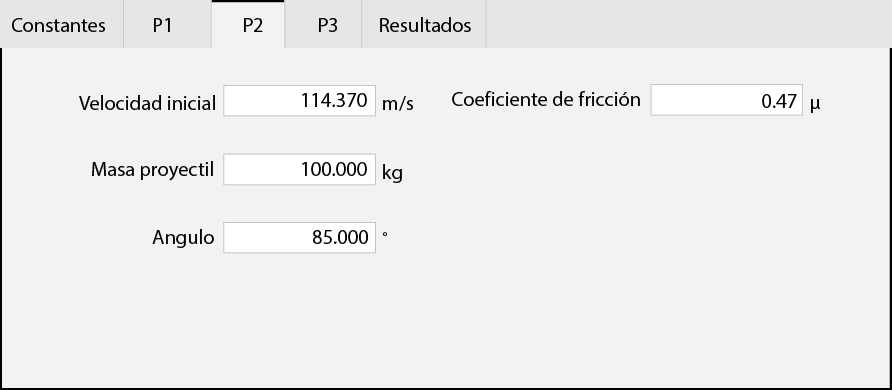 Constantes P1 P2 P3 Resultados
Velocidad inicial 114.370 m/s Coeficiente de fricción 0.47 μ
Masa proyectil 100.000 kg
Angulo 85.000 °